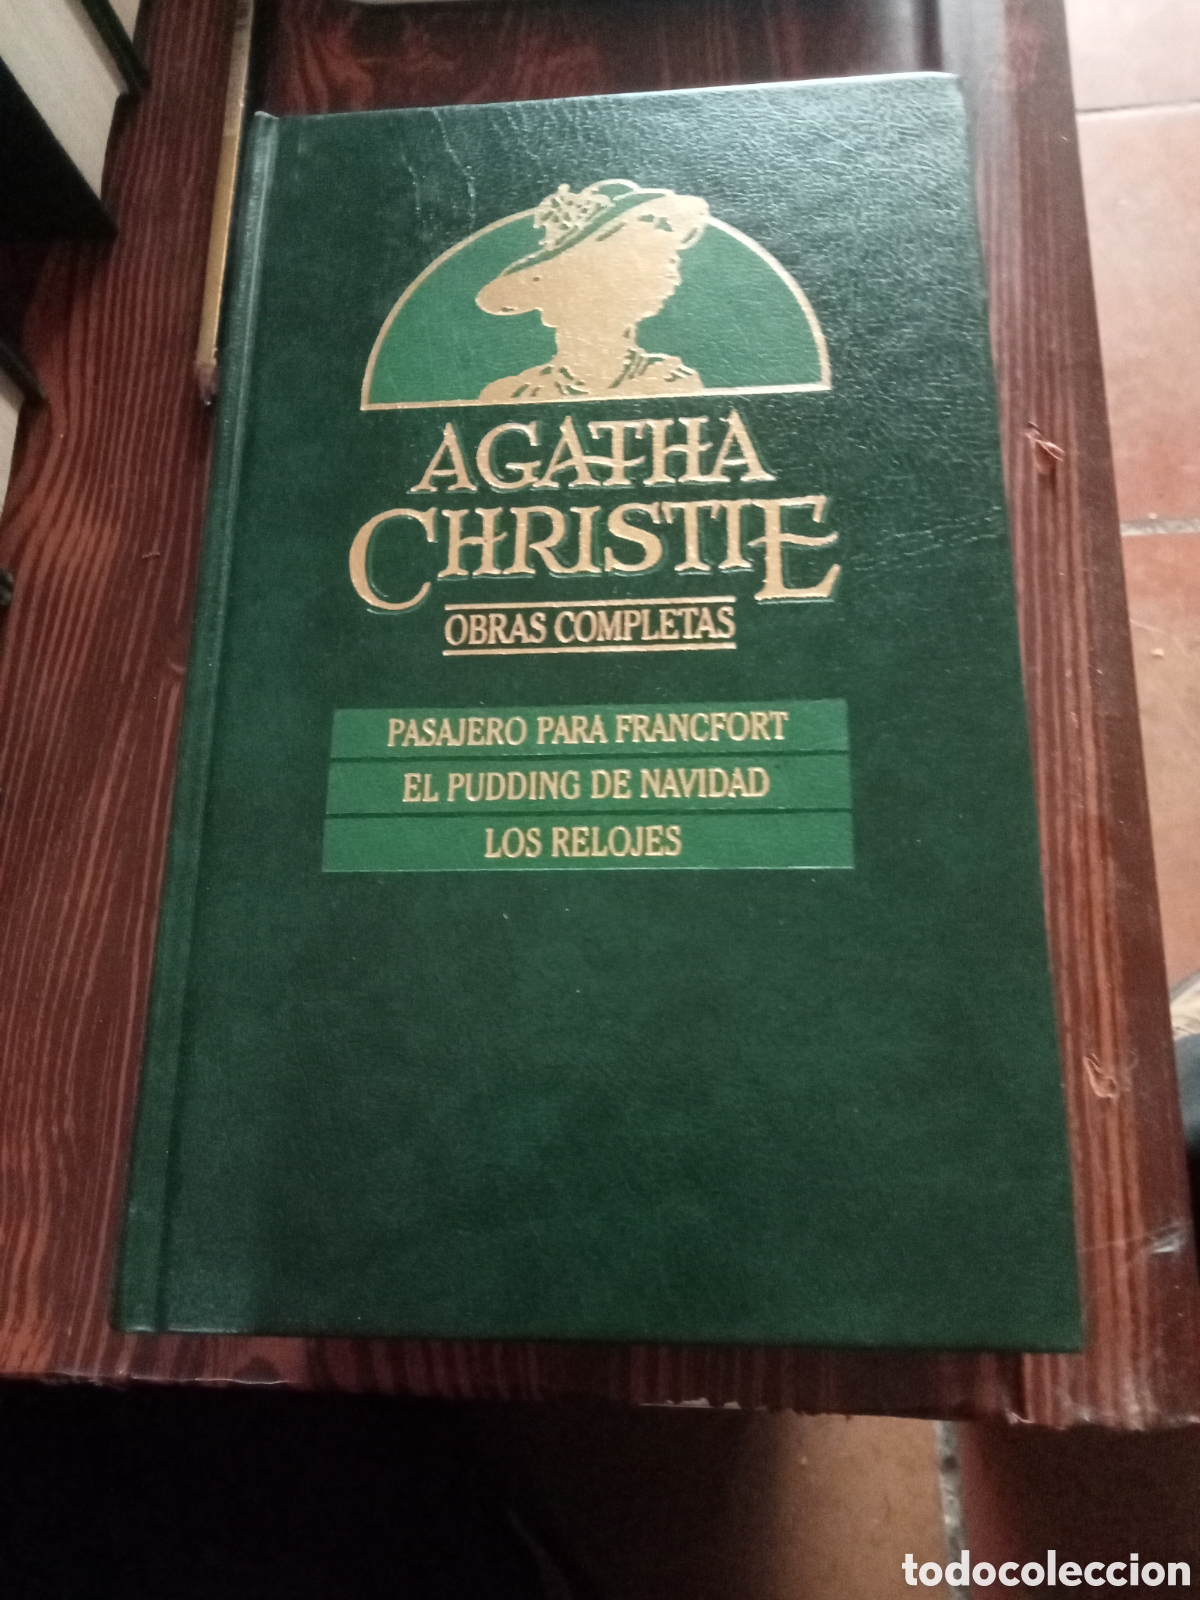 AGATHA
CHRISTIE
OBRAS COMPLETAS
PASAJERO PARA FRANCFORT
EL PUDDING DE NAVIDAD
LOS RELOJES
todocoleccion